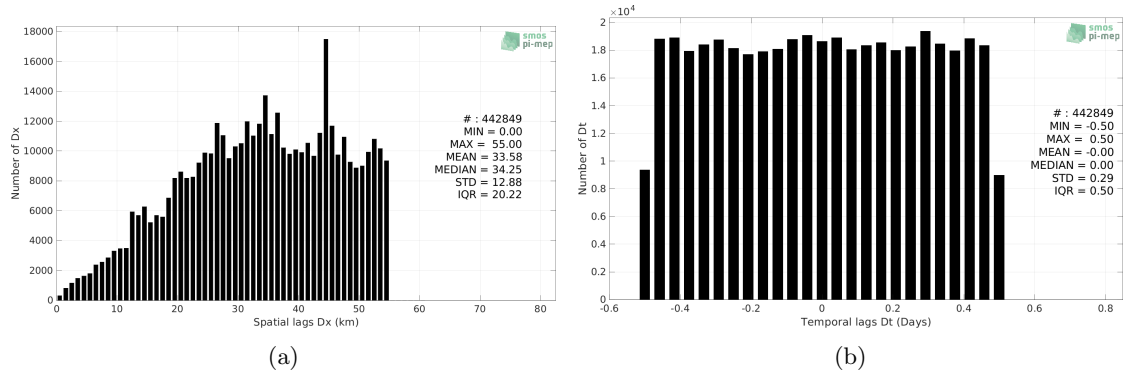 18000
16000
14000
12000
10000
8000
6000
4000
2000
0
Number of Dx
smos
pi-mep
# : 442849
MIN = 0.00
MAX = 55.00
MEAN = 33.58
MEDIAN = 34.25
STD = 12.88
IQR = 20.22
0 10 20 30 40 50 60 70 80
Spatial lags Dx (km)
(a)
×10⁴
2
1.8
1.6
1.4
1.2
1
0.8
0.6
0.4
0.2
0
Number of Dt
smos
pi-mep
# : 442849
MIN = -0.50
MAX = 0.50
MEAN = -0.00
MEDIAN = 0.00
STD = 0.29
IQR = 0.50
-0.6 -0.4 -0.2 0 0.2 0.4 0.6 0.8
Temporal lags Dt (Days)
(b)